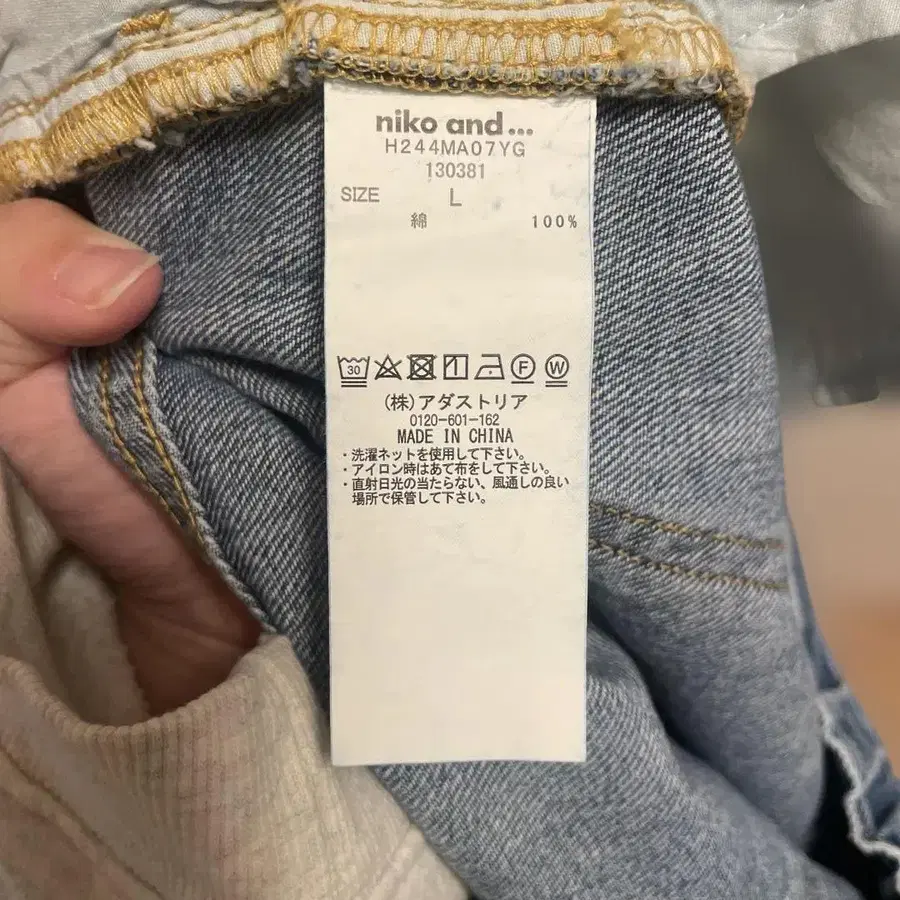 niko and...
H244MA07YG
130381
SIZE L
綿 100%
30 F W
(株)アダストリア
0120-601-162
MADE IN CHINA
・洗濯ネットを使用して下さい。
・アイロン時はあて布をして下さい。
・直射日光の当たらない、風通しの良い
場所で保管して下さい。